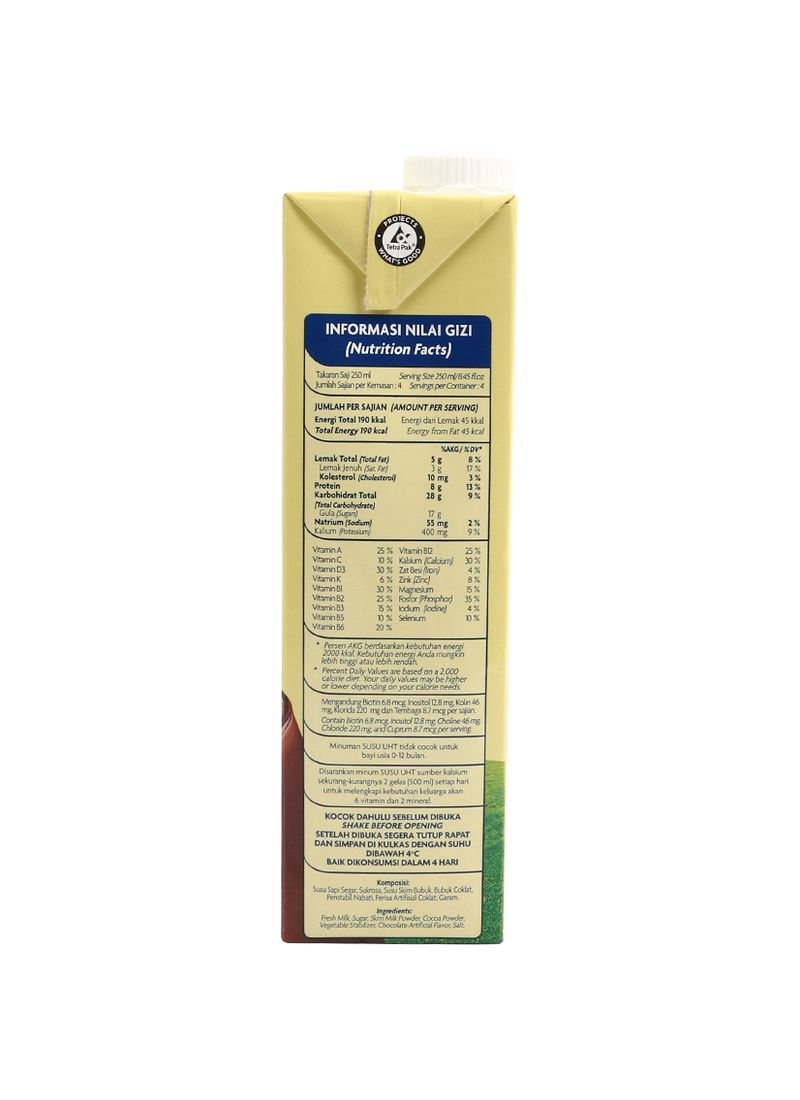 PROTECTS
Tetra Pak®
WHAT'S GOOD
INFORMASI NILAI GIZI
(Nutrition Facts)
Takaran Saji 250 ml Serving Size 250 ml/8.45 fl.oz
Jumlah Sajian per Kemasan : 4 Servings per Container : 4
JUMLAH PER SAJIAN (AMOUNT PER SERVING)
Energi Total 190 kkal Energi dari Lemak 45 kkal
Total Energy 190 kcal Energy from Fat 45 kcal
%AKG / %DV*
Lemak Total (Total Fat) 5 g 8 %
Lemak Jenuh (Sat. Fat) 3 g 17 %
Kolesterol (Cholesterol) 10 mg 3 %
Protein 8 g 13 %
Karbohidrat Total 28 g 9 %
(Total Carbohydrate)
Gula (Sugars) 17 g
Natrium (Sodium) 55 mg 2 %
Kalium (Potassium) 400 mg 9 %
Vitamin A 25 % Vitamin B12 25 %
Vitamin C 10 % Kalsium (Calcium) 30 %
Vitamin D3 30 % Zat Besi (Iron) 4 %
Vitamin K 6 % Zink (Zinc) 8 %
Vitamin B1 30 % Magnesium 15 %
Vitamin B2 25 % Fosfor (Phosphor) 35 %
Vitamin B3 15 % Iodium (Iodine) 4 %
Vitamin B5 10 % Selenium 10 %
Vitamin B6 20 %
* Persen AKG berdasarkan kebutuhan energi
2000 kkal. Kebutuhan energi Anda mungkin
lebih tinggi atau lebih rendah.
* Percent Daily Values are based on a 2,000
calorie diet. Your daily values may be higher
or lower depending on your calorie needs.
Mengandung Biotin 6.8 mcg, Inositol 12.8 mg, Kolin 46
mg, Klorida 220 mg dan Tembaga 8.7 mcg per sajian.
Contain Biotin 6.8 mcg, Inositol 12.8 mg, Choline 46 mg,
Chloride 220 mg, and Cuprum 8.7 mcg per serving.
Minuman SUSU UHT tidak cocok untuk
bayi usia 0-12 bulan.
Disarankan minum SUSU UHT sumber kalsium
sekurang-kurangnya 2 gelas (500 ml) setiap hari
untuk melengkapi kebutuhan keluarga akan
6 vitamin dan 2 mineral.
KOCOK DAHULU SEBELUM DIBUKA
SHAKE BEFORE OPENING
SETELAH DIBUKA SEGERA TUTUP RAPAT
DAN SIMPAN DI KULKAS DENGAN SUHU
DIBAWAH 4°C
BAIK DIKONSUMSI DALAM 4 HARI
Komposisi:
Susu Sapi Segar, Sukrosa, Susu Skim Bubuk, Bubuk Coklat,
Penstabil Nabati, Perisa Artifisial Coklat, Garam.
Ingredients:
Fresh Milk, Sugar, Skim Milk Powder, Cocoa Powder,
Vegetable Stabilizer, Chocolate Artificial Flavor, Salt.